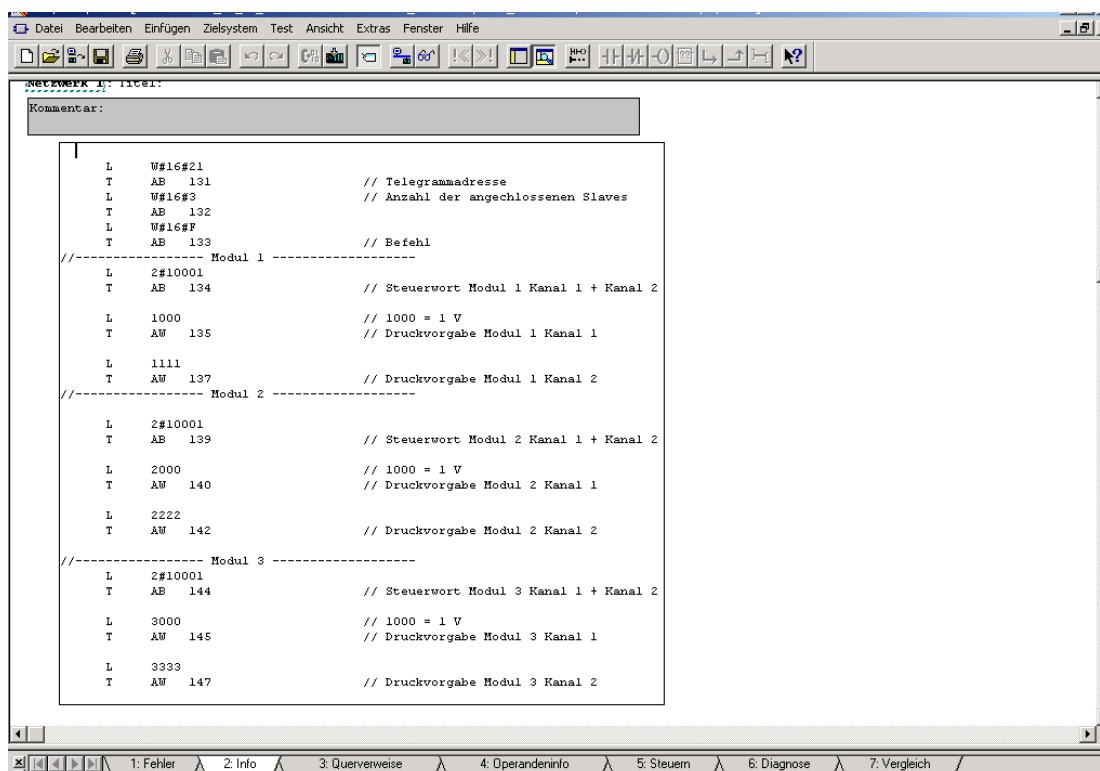 Datei Bearbeiten Einfügen Zielsystem Test Ansicht Extras Fenster Hilfe
Netzwerk 1: Titel:
Kommentar:
L W#16#21
T AB 131 // Telegrammadresse
L W#16#3 // Anzahl der angechlossenen Slaves
T AB 132
L W#16#F
T AB 133 // Befehl
//----------------- Modul 1 -------------------
L 2#10001
T AB 134 // Steuerwort Modul 1 Kanal 1 + Kanal 2
L 1000 // 1000 = 1 V
T AW 135 // Druckvorgabe Modul 1 Kanal 1
L 1111
T AW 137 // Druckvorgabe Modul 1 Kanal 2
//----------------- Modul 2 -------------------
L 2#10001
T AB 139 // Steuerwort Modul 2 Kanal 1 + Kanal 2
L 2000 // 1000 = 1 V
T AW 140 // Druckvorgabe Modul 2 Kanal 1
L 2222
T AW 142 // Druckvorgabe Modul 2 Kanal 2
//----------------- Modul 3 -------------------
L 2#10001
T AB 144 // Steuerwort Modul 3 Kanal 1 + Kanal 2
L 3000 // 1000 = 1 V
T AW 145 // Druckvorgabe Modul 3 Kanal 1
L 3333
T AW 147 // Druckvorgabe Modul 3 Kanal 2
1: Fehler 2: Info 3: Querverweise 4: Operandeninfo 5: Steuern 6: Diagnose 7: Vergleich